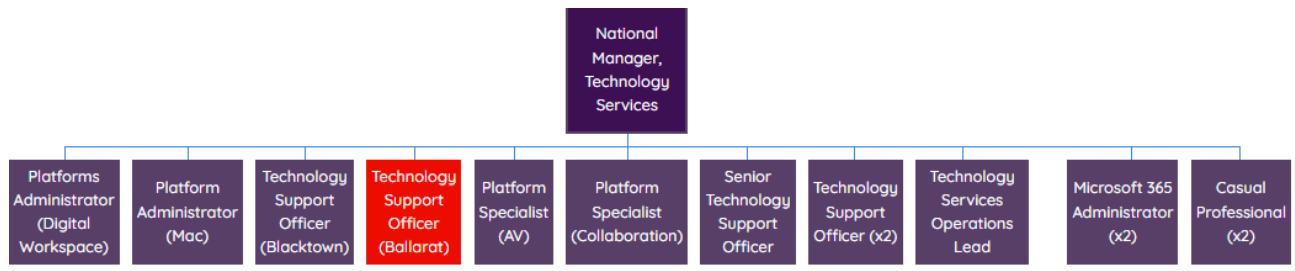 National
Manager,
Technology
Services
Platforms
Administrator
(Digital
Workspace)
Platform
Administrator
(Mac)
Technology
Support
Officer
(Blacktown)
Technology
Support
Officer
(Ballarat)
Platform
Specialist
(AV)
Platform
Specialist
(Collaboration)
Senior
Technology
Support
Officer
Technology
Support
Officer (x2)
Technology
Services
Operations
Lead
Microsoft 365
Administrator
(x2)
Casual
Professional
(x2)